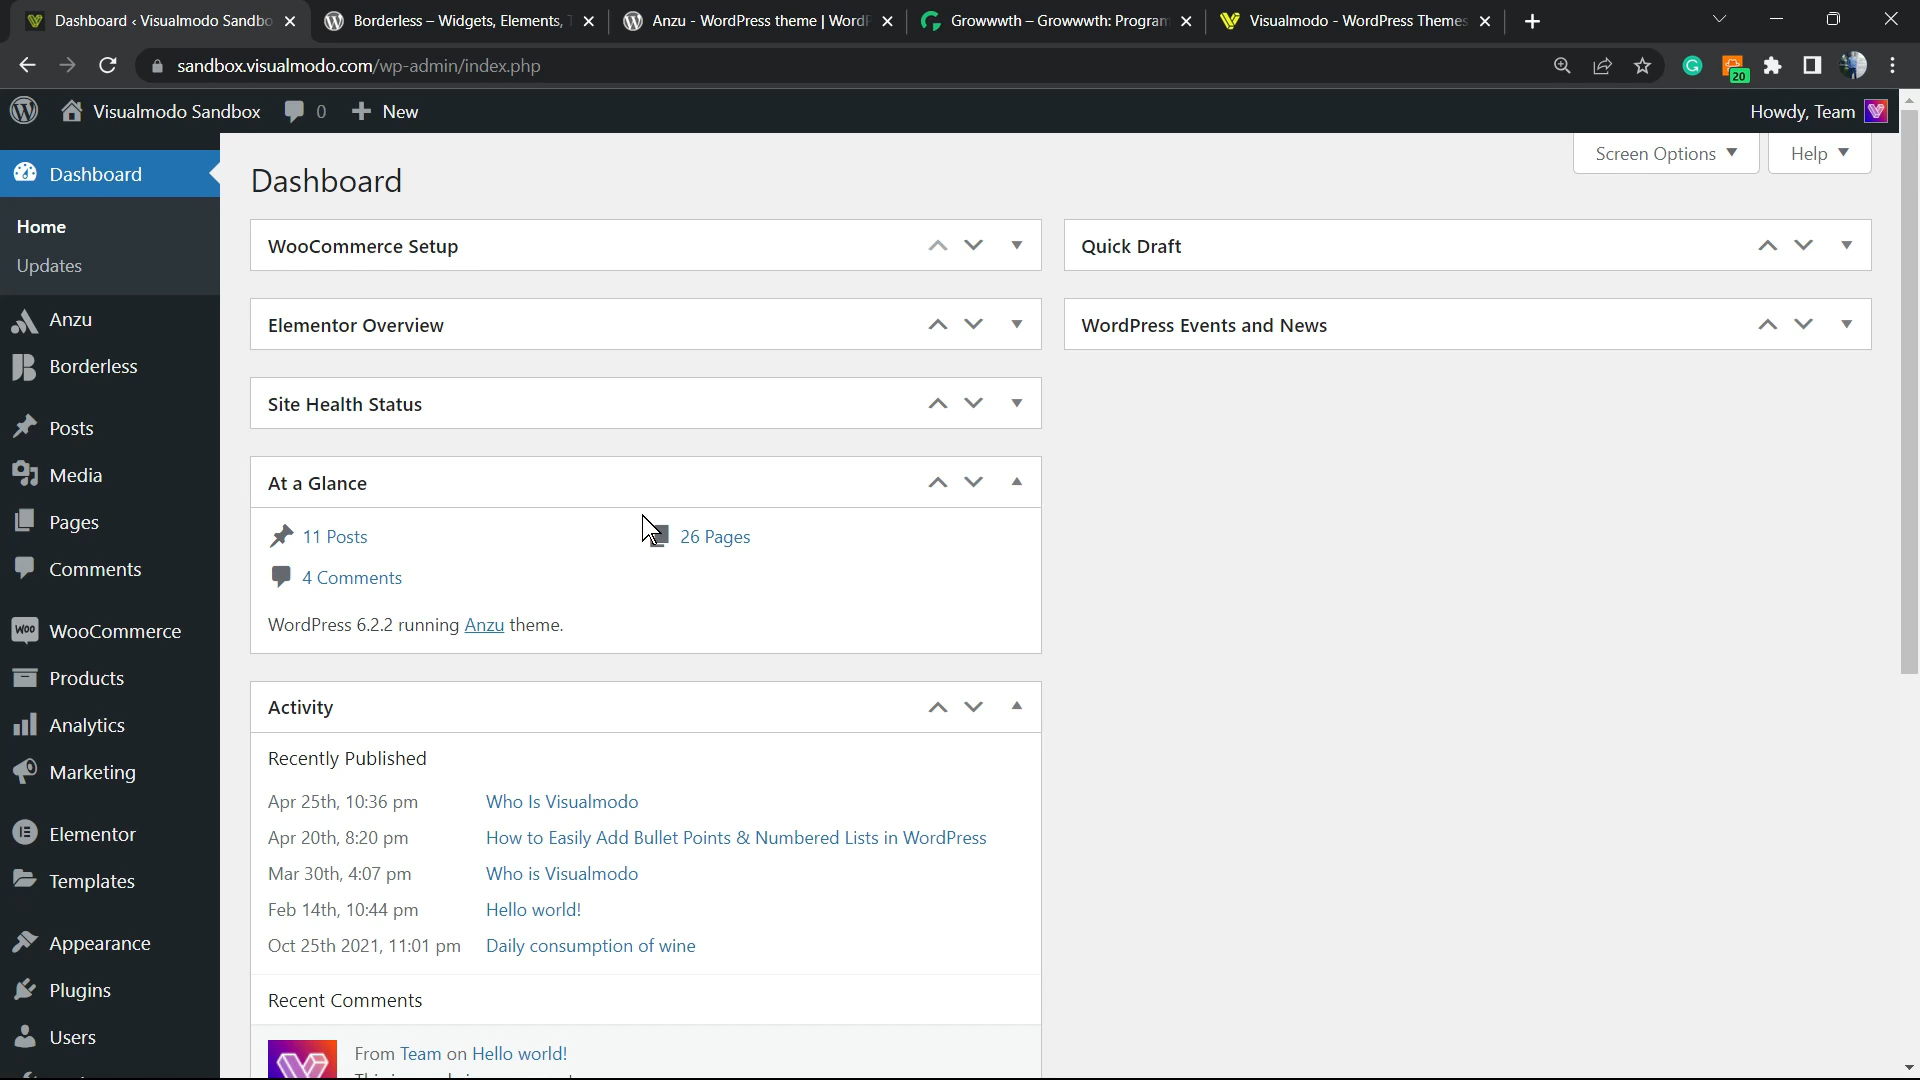 Dashboard ‹ Visualmodo Sandbo
Borderless – Widgets, Elements,
Anzu - WordPress theme | Word
Growwwth – Growwwth: Program
Visualmodo - WordPress Themes
sandbox.visualmodo.com/wp-admin/index.php
20
Visualmodo Sandbox
0
New
Howdy, Team
Dashboard
Home
Updates
Anzu
Borderless
Posts
Media
Pages
Comments
WooCommerce
Products
Analytics
Marketing
Elementor
Templates
Appearance
Plugins
Users
Dashboard
Screen Options
Help
WooCommerce Setup
Elementor Overview
Site Health Status
At a Glance
11 Posts
26 Pages
4 Comments
WordPress 6.2.2 running Anzu theme.
Activity
Recently Published
Apr 25th, 10:36 pm Who Is Visualmodo
Apr 20th, 8:20 pm How to Easily Add Bullet Points & Numbered Lists in WordPress
Mar 30th, 4:07 pm Who is Visualmodo
Feb 14th, 10:44 pm Hello world!
Oct 25th 2021, 11:01 pm Daily consumption of wine
Recent Comments
From Team on Hello world!
Quick Draft
WordPress Events and News